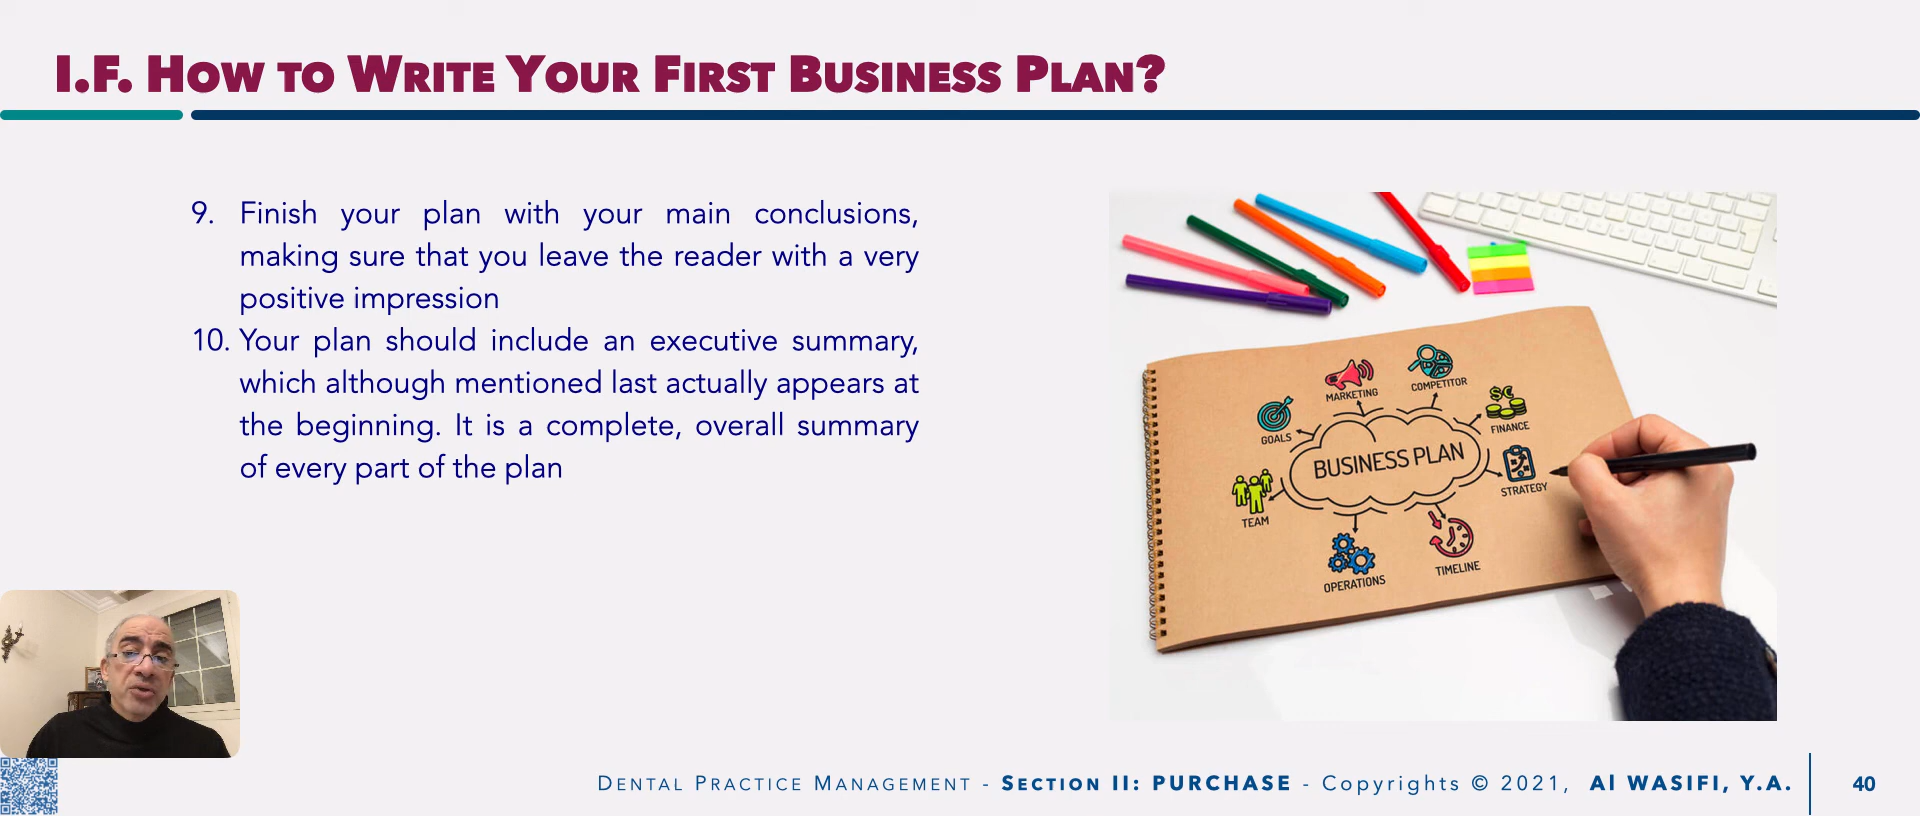 I.F. How to Write Your First Business Plan?
9. Finish your plan with your main conclusions,
making sure that you leave the reader with a very
positive impression
10. Your plan should include an executive summary,
which although mentioned last actually appears at
the beginning. It is a complete, overall summary
of every part of the plan
MARKETING
COMPETITOR
GOALS
FINANCE
BUSINESS PLAN
STRATEGY
TEAM
OPERATIONS
TIMELINE
Dental Practice Management - Section II: PURCHASE - Copyrights © 2021, Al WASIFI, Y.A. 40